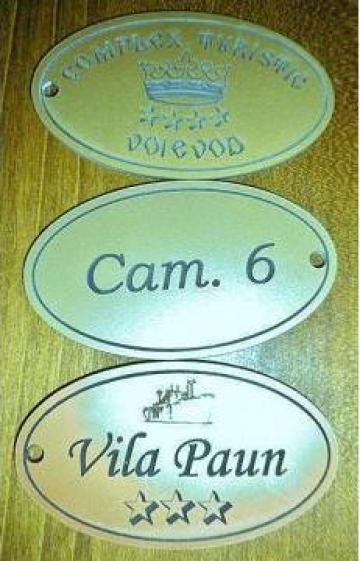 COMPLEX TURISTIC
VOIEVOD
Cam. 6
Vila Paun